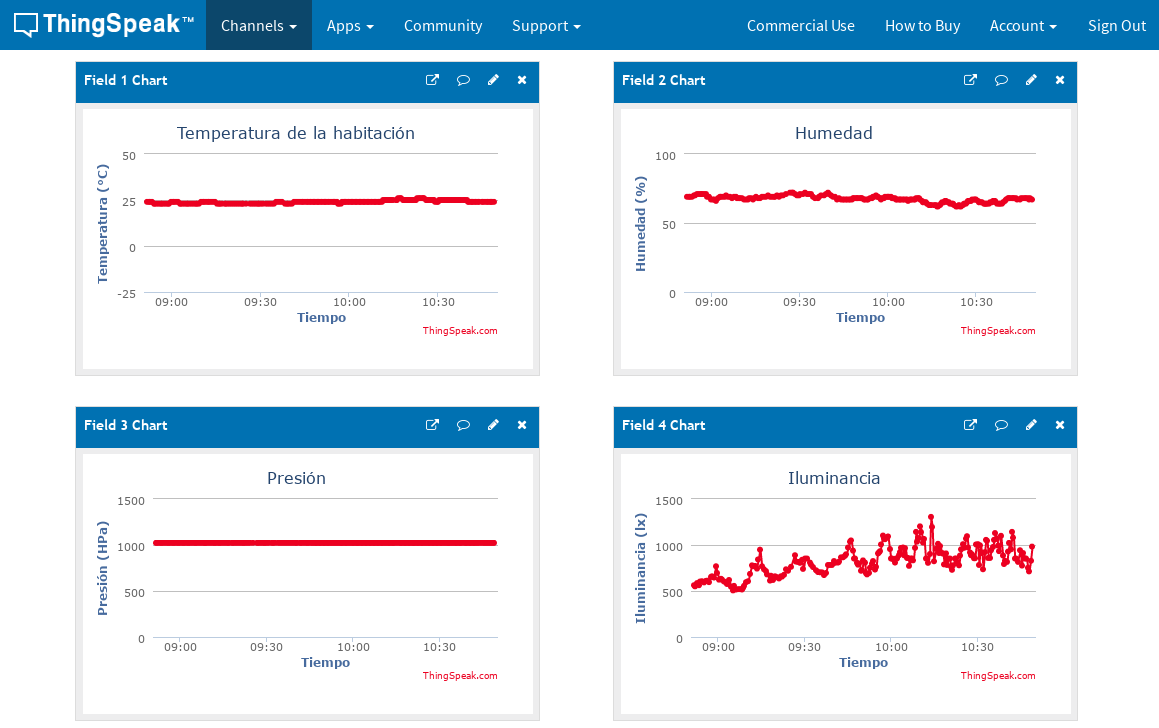 ThingSpeak™ Channels Apps Community Support Commercial Use How to Buy Account Sign Out
Field 1 Chart
Temperatura de la habitación
Temperatura (°C)
50
25
0
-25
09:00 09:30 10:00 10:30
Tiempo
ThingSpeak.com
Field 2 Chart
Humedad
Humedad (%)
100
50
0
09:00 09:30 10:00 10:30
Tiempo
ThingSpeak.com
Field 3 Chart
Presión
Presión (HPa)
1500
1000
500
0
09:00 09:30 10:00 10:30
Tiempo
ThingSpeak.com
Field 4 Chart
Iluminancia
Iluminancia (lx)
1500
1000
500
0
09:00 09:30 10:00 10:30
Tiempo
ThingSpeak.com